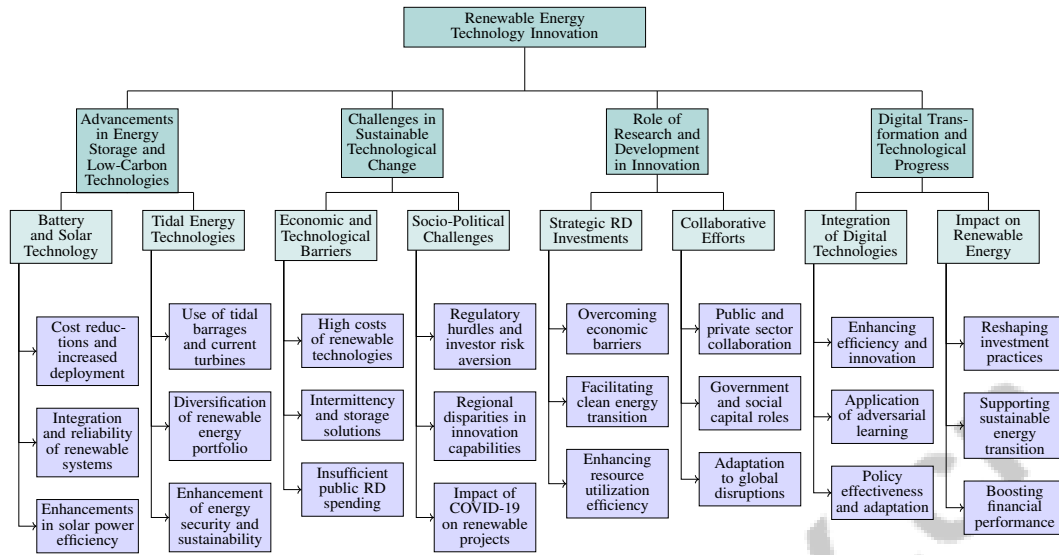 Renewable Energy
Technology Innovation
Advancements
in Energy
Storage and
Low-Carbon
Technologies
Challenges in
Sustainable
Technological
Change
Role of
Research and
Development
in Innovation
Digital Trans-
formation and
Technological
Progress
Battery
and Solar
Technology
Tidal Energy
Technologies
Economic and
Technological
Barriers
Socio-Political
Challenges
Strategic RD
Investments
Collaborative
Efforts
Integration
of Digital
Technologies
Impact on
Renewable
Energy
Cost reduc-
tions and
increased
deployment
Integration
and reliability
of renewable
systems
Enhancements
in solar power
efficiency
Use of tidal
barrages
and current
turbines
Diversification
of renewable
energy
portfolio
Enhancement
of energy
security and
sustainability
High costs
of renewable
technologies
Intermittency
and storage
solutions
Insufficient
public RD
spending
Regulatory
hurdles and
investor risk
aversion
Regional
disparities in
innovation
capabilities
Impact of
COVID-19
on renewable
projects
Overcoming
economic
barriers
Facilitating
clean energy
transition
Enhancing
resource
utilization
efficiency
Public and
private sector
collaboration
Government
and social
capital roles
Adaptation
to global
disruptions
Enhancing
efficiency and
innovation
Application
of adversarial
learning
Policy
effectiveness
and adaptation
Reshaping
investment
practices
Supporting
sustainable
energy
transition
Boosting
financial
performance